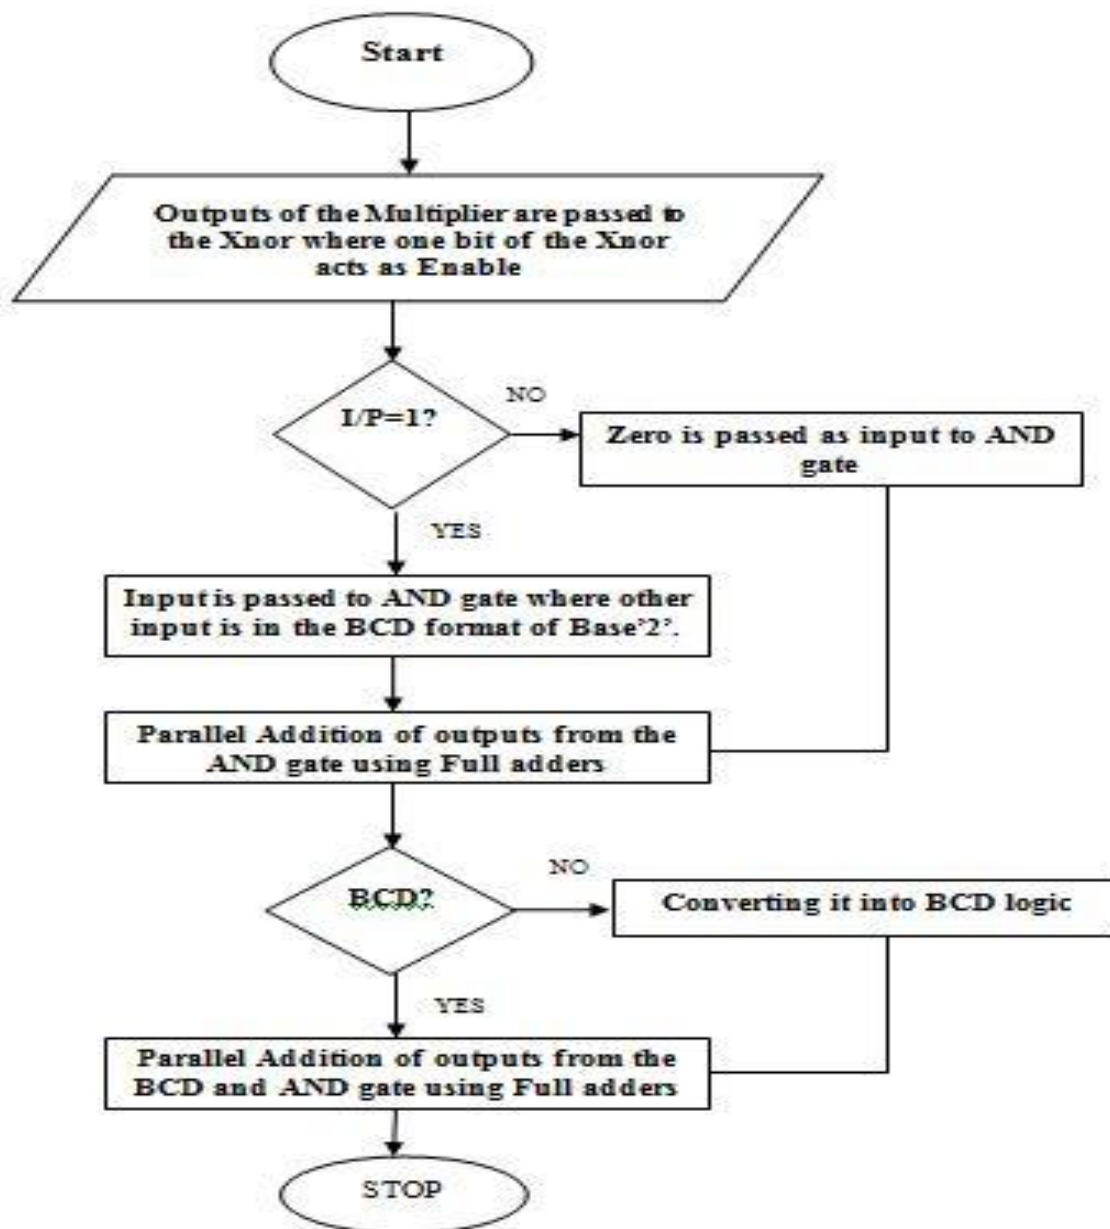 Start
Outputs of the Multiplier are passed to
the Xnor where one bit of the Xnor
acts as Enable
I/P=1?
NO
Zero is passed as input to AND
gate
YES
Input is passed to AND gate where other
input is in the BCD format of Base’2’.
Parallel Addition of outputs from the
AND gate using Full adders
BCD?
NO
Converting it into BCD logic
YES
Parallel Addition of outputs from the
BCD and AND gate using Full adders
STOP